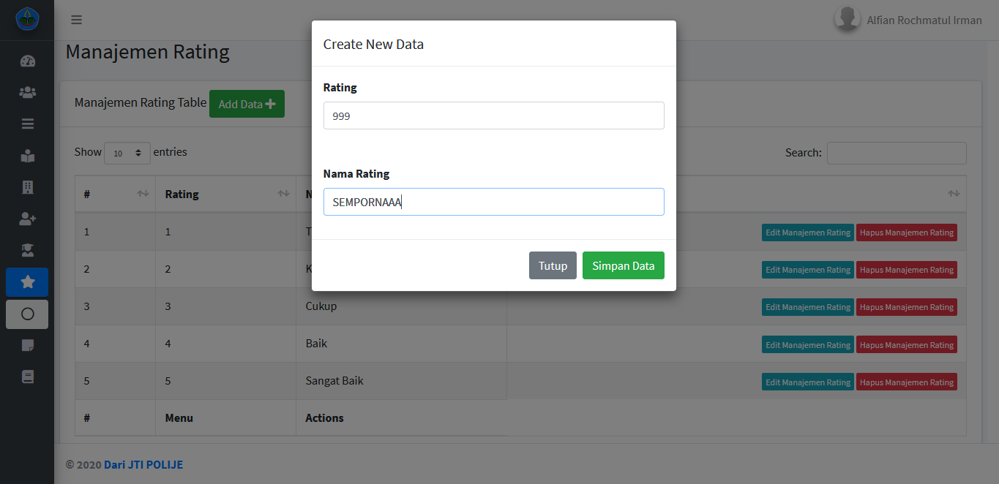 Alfian Rochmatul Irman
Manajemen Rating
Create New Data
Rating
999
Nama Rating
SEMPORNAAA
Tutup Simpan Data
Manajemen Rating Table Add Data
Show 10 entries
Search:
# Rating
1 1 Edit Manajemen Rating Hapus Manajemen Rating
2 2 Edit Manajemen Rating Hapus Manajemen Rating
3 3 Cukup Edit Manajemen Rating Hapus Manajemen Rating
4 4 Baik Edit Manajemen Rating Hapus Manajemen Rating
5 5 Sangat Baik Edit Manajemen Rating Hapus Manajemen Rating
# Menu Actions
© 2020 Dari JTI POLIJE